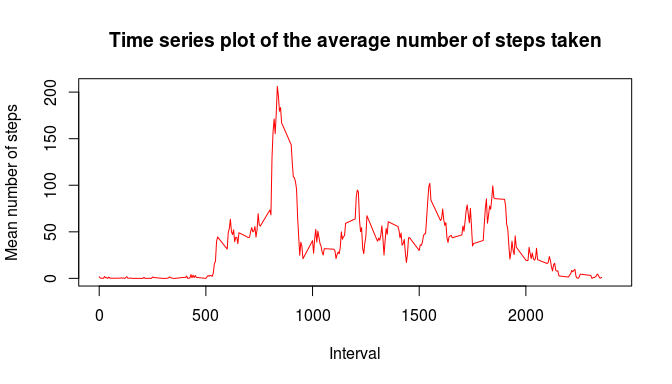 Time series plot of the average number of steps taken
Mean number of steps
200
150
100
50
0
0 500 1000 1500 2000
Interval